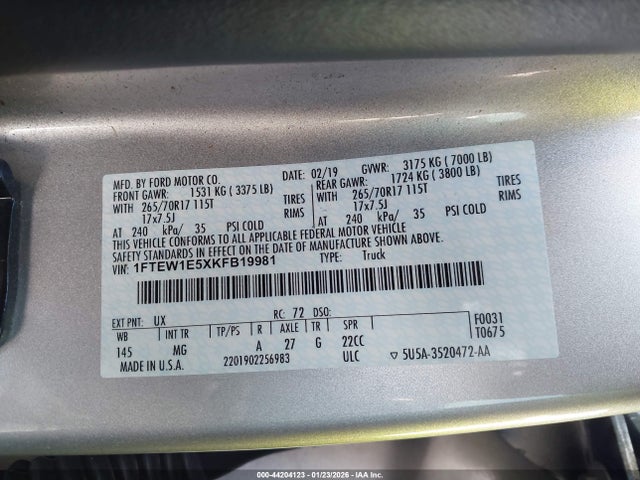 MFD. BY FORD MOTOR CO. DATE: 02/19 GVWR: 3175 KG ( 7000 LB)
FRONT GAWR: 1531 KG ( 3375 LB) REAR GAWR: 1724 KG ( 3800 LB)
WITH 265/70R17 115T TIRES WITH 265/70R17 115T TIRES
17x7.5J RIMS 17x7.5J RIMS
AT 240 kPa/ 35 PSI COLD AT 240 kPa/ 35 PSI COLD
THIS VEHICLE CONFORMS TO ALL APPLICABLE FEDERAL MOTOR VEHICLE
SAFETY STANDARDS IN EFFECT ON THE DATE OF MANUFACTURE SHOWN ABOVE.
VIN: 1FTEW1E5XKFB19981 TYPE: Truck
EXT PNT: UX RC: 72 DSO: F0031
WB INT TR TP/PS R AXLE TR SPR T0675
145 MG A 27 G 22CC
MADE IN U.S.A. 2201902256983 ULC ▽ 5U5A-3520472-AA
000-44204123 | 01/23/2026 | IAA, Inc.